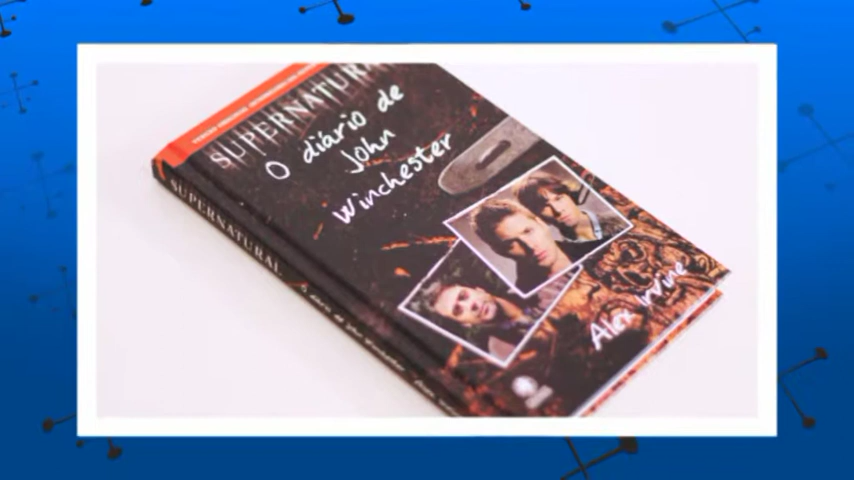 SUPERNATURAL
O diário de
John
Winchester
Alex Irvine
SUPERNATURAL